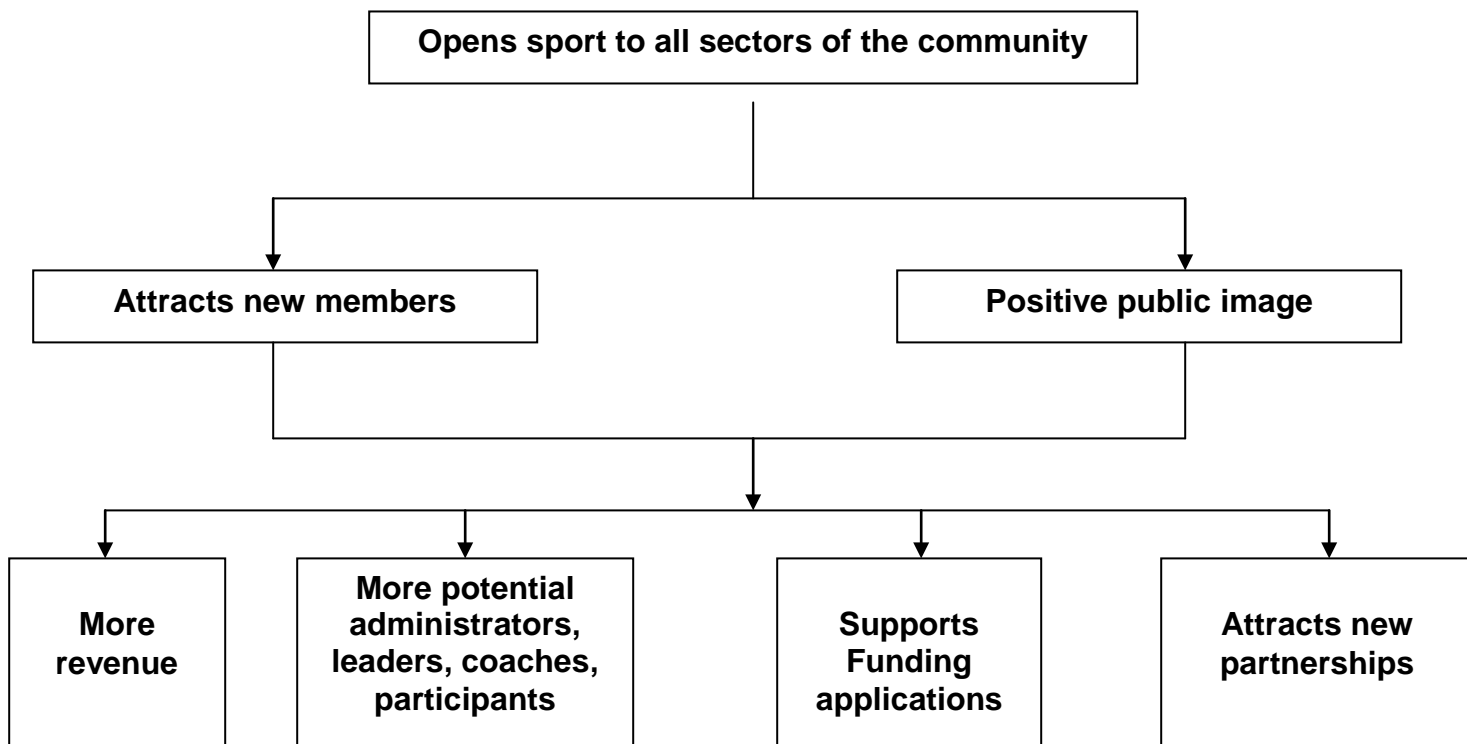 Opens sport to all sectors of the community
Attracts new members
Positive public image
More
revenue
More potential
administrators,
leaders, coaches,
participants
Supports
Funding
applications
Attracts new
partnerships